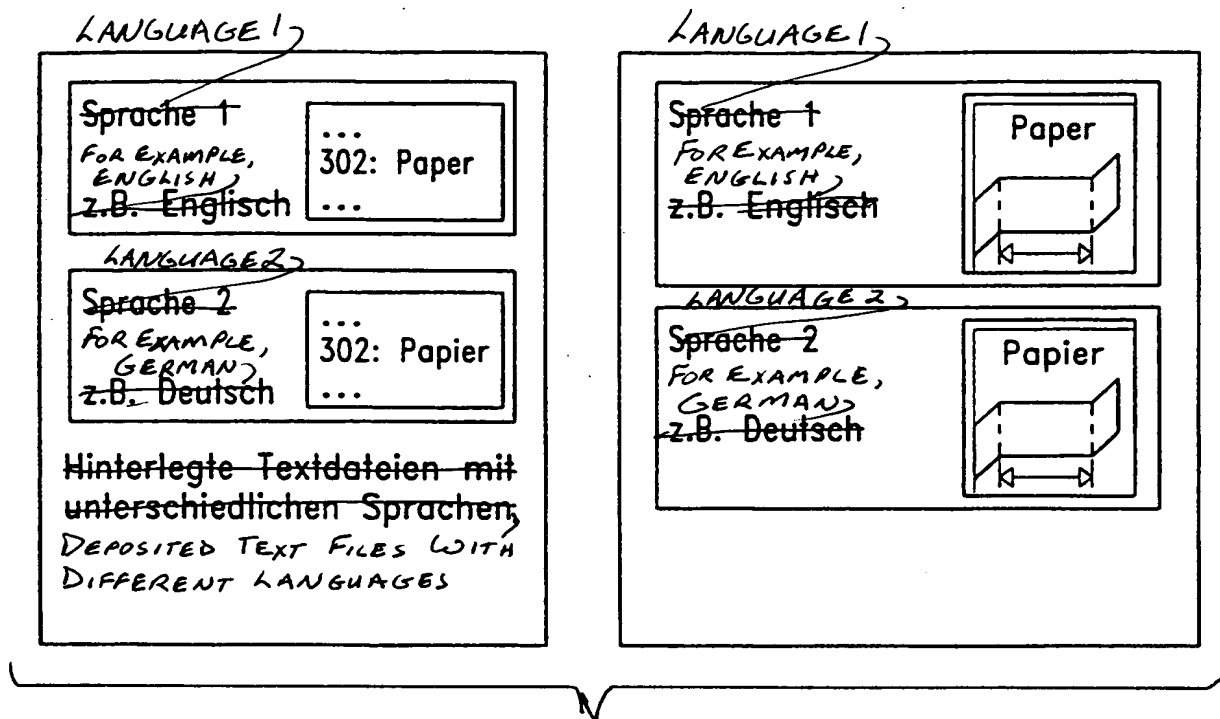 LANGUAGE 1
Sprache 1
FOR EXAMPLE,
ENGLISH
z.B. Englisch
...
302: Paper
...
LANGUAGE 2
Sprache 2
FOR EXAMPLE,
GERMAN
z.B. Deutsch
...
302: Papier
...
Hinterlegte Textdateien mit
unterschiedlichen Sprachen
DEPOSITED TEXT FILES WITH
DIFFERENT LANGUAGES
LANGUAGE 1
Sprache 1
FOR EXAMPLE,
ENGLISH
z.B. Englisch
Paper
LANGUAGE 2
Sprache 2
FOR EXAMPLE,
GERMAN
z.B. Deutsch
Papier